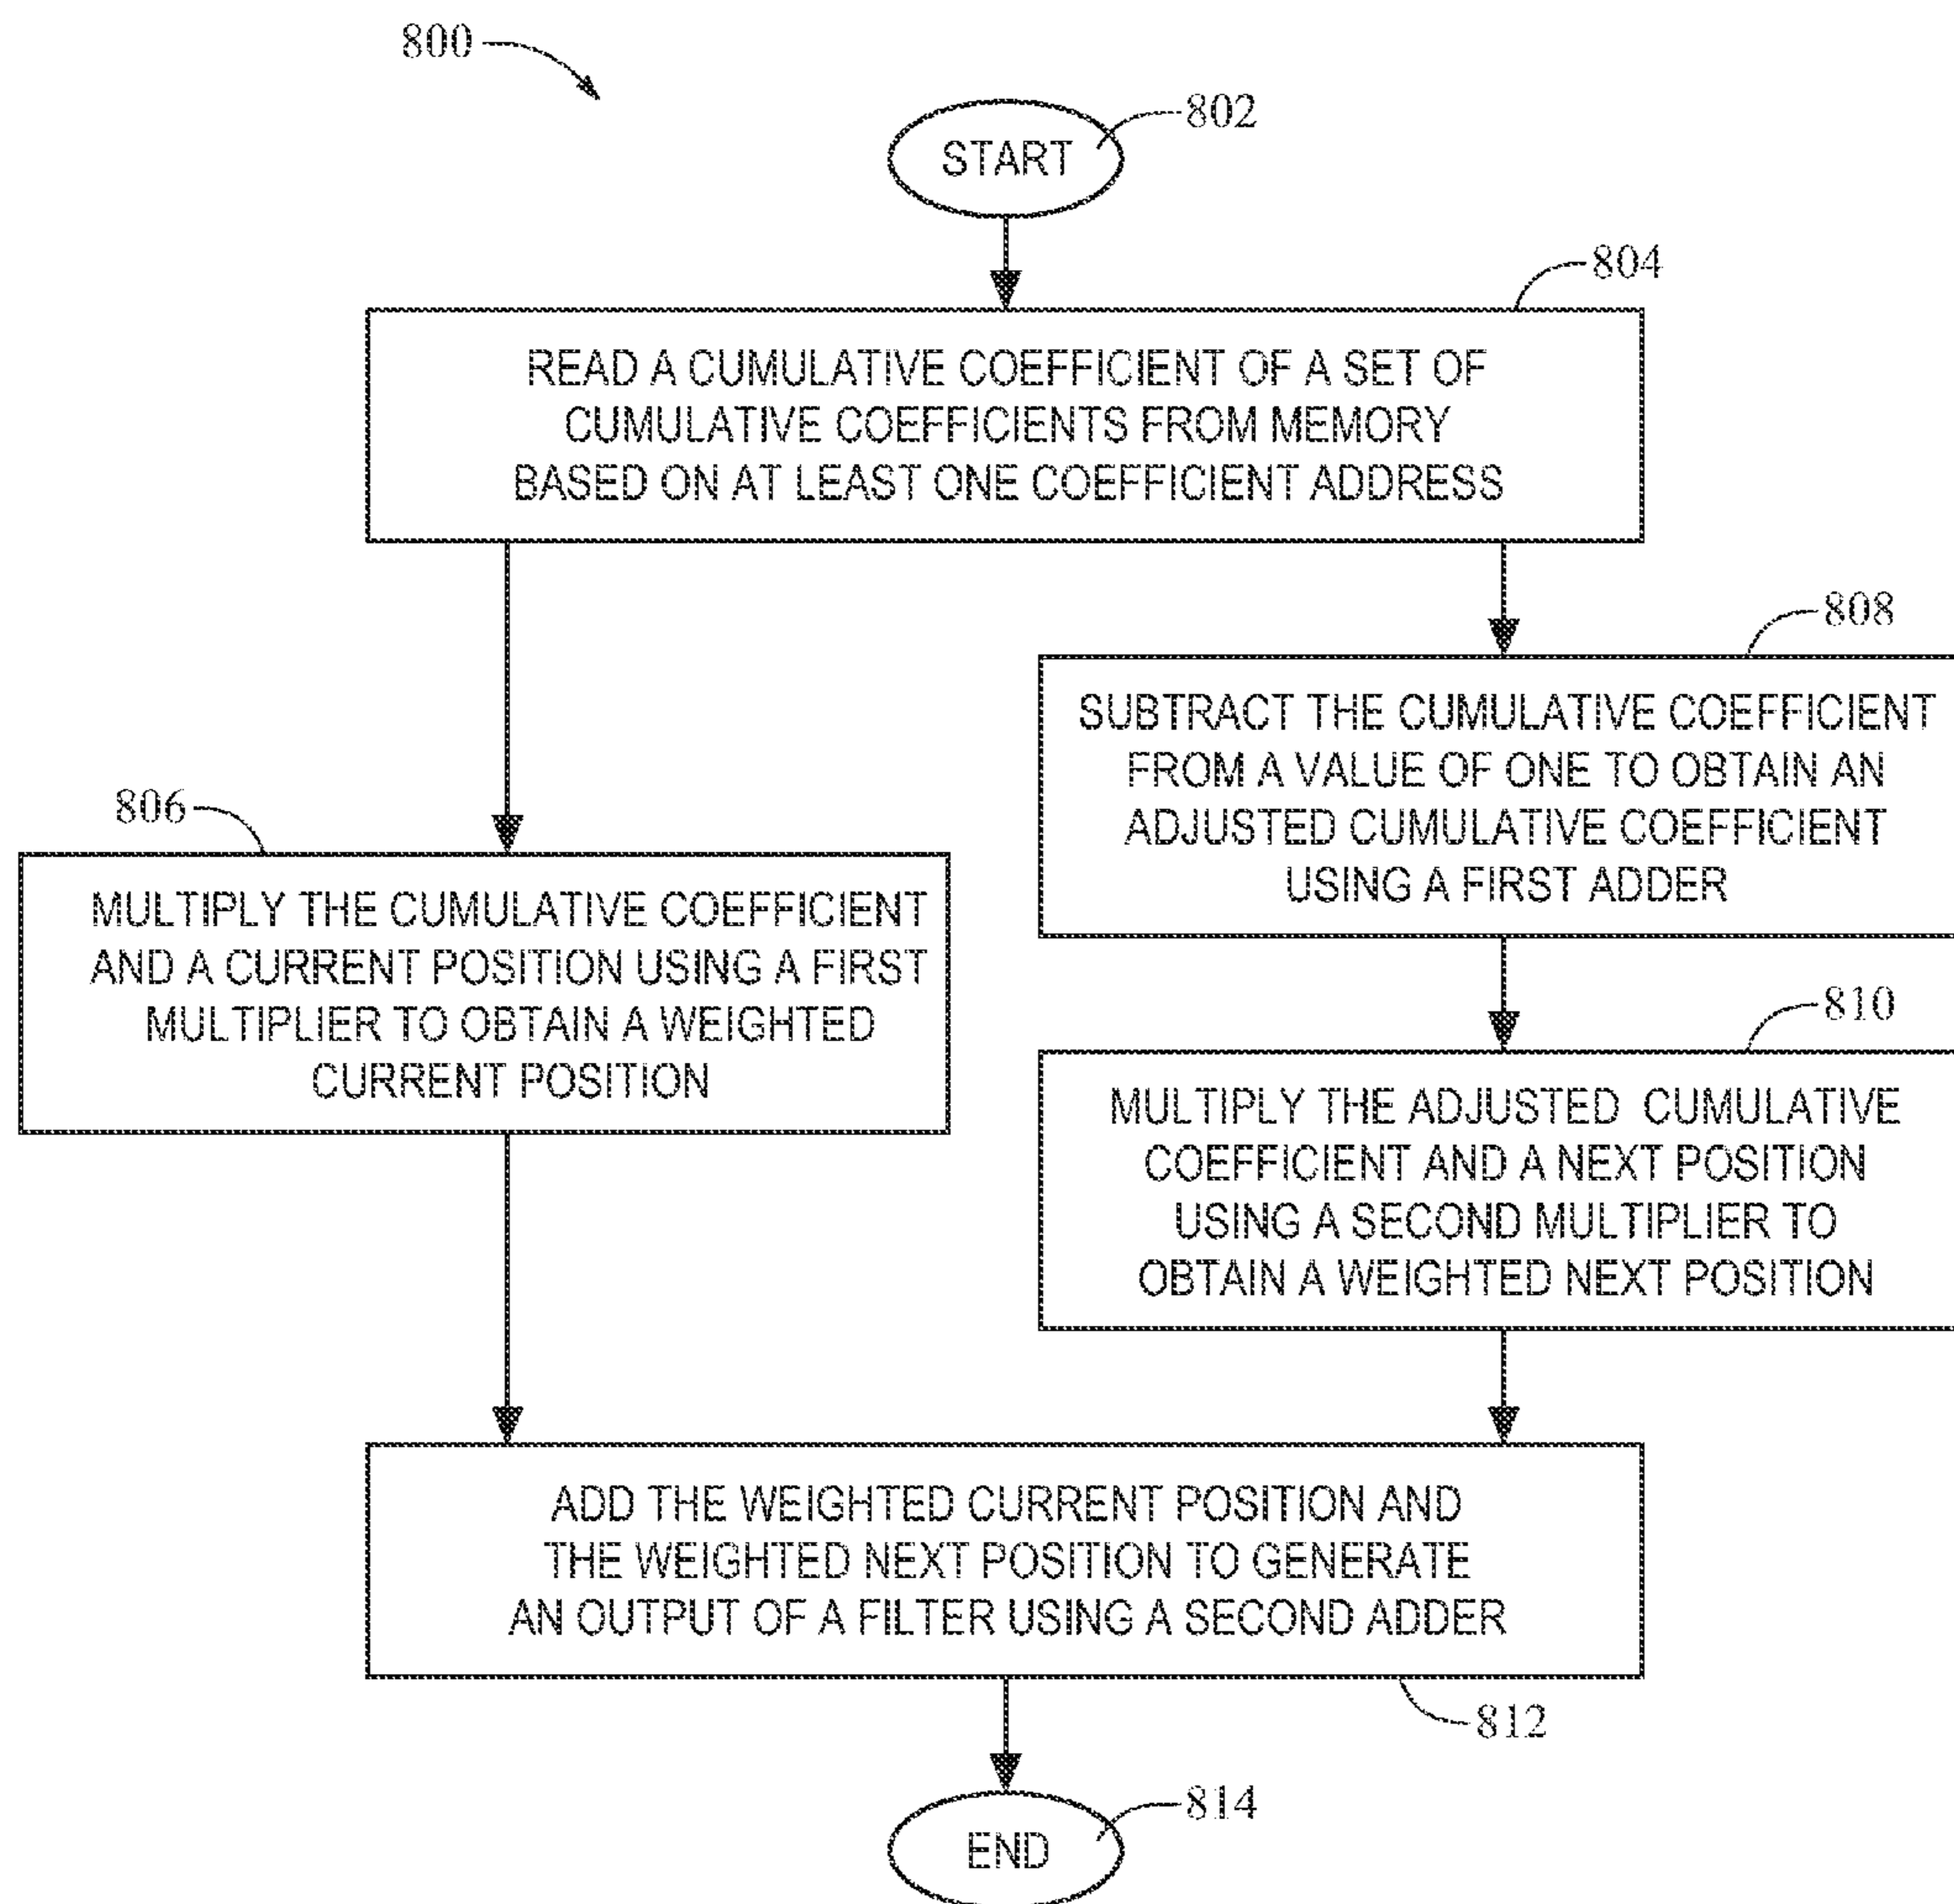 800
802
START
804
READ A CUMULATIVE COEFFICIENT OF A SET OF
CUMULATIVE COEFFICIENTS FROM MEMORY
BASED ON AT LEAST ONE COEFFICIENT ADDRESS
808
SUBTRACT THE CUMULATIVE COEFFICIENT
FROM A VALUE OF ONE TO OBTAIN AN
ADJUSTED CUMULATIVE COEFFICIENT
USING A FIRST ADDER
806
MULTIPLY THE CUMULATIVE COEFFICIENT
AND A CURRENT POSITION USING A FIRST
MULTIPLIER TO OBTAIN A WEIGHTED
CURRENT POSITION
810
MULTIPLY THE ADJUSTED CUMULATIVE
COEFFICIENT AND A NEXT POSITION
USING A SECOND MULTIPLIER TO
OBTAIN A WEIGHTED NEXT POSITION
ADD THE WEIGHTED CURRENT POSITION AND
THE WEIGHTED NEXT POSITION TO GENERATE
AN OUTPUT OF A FILTER USING A SECOND ADDER
812
814
END